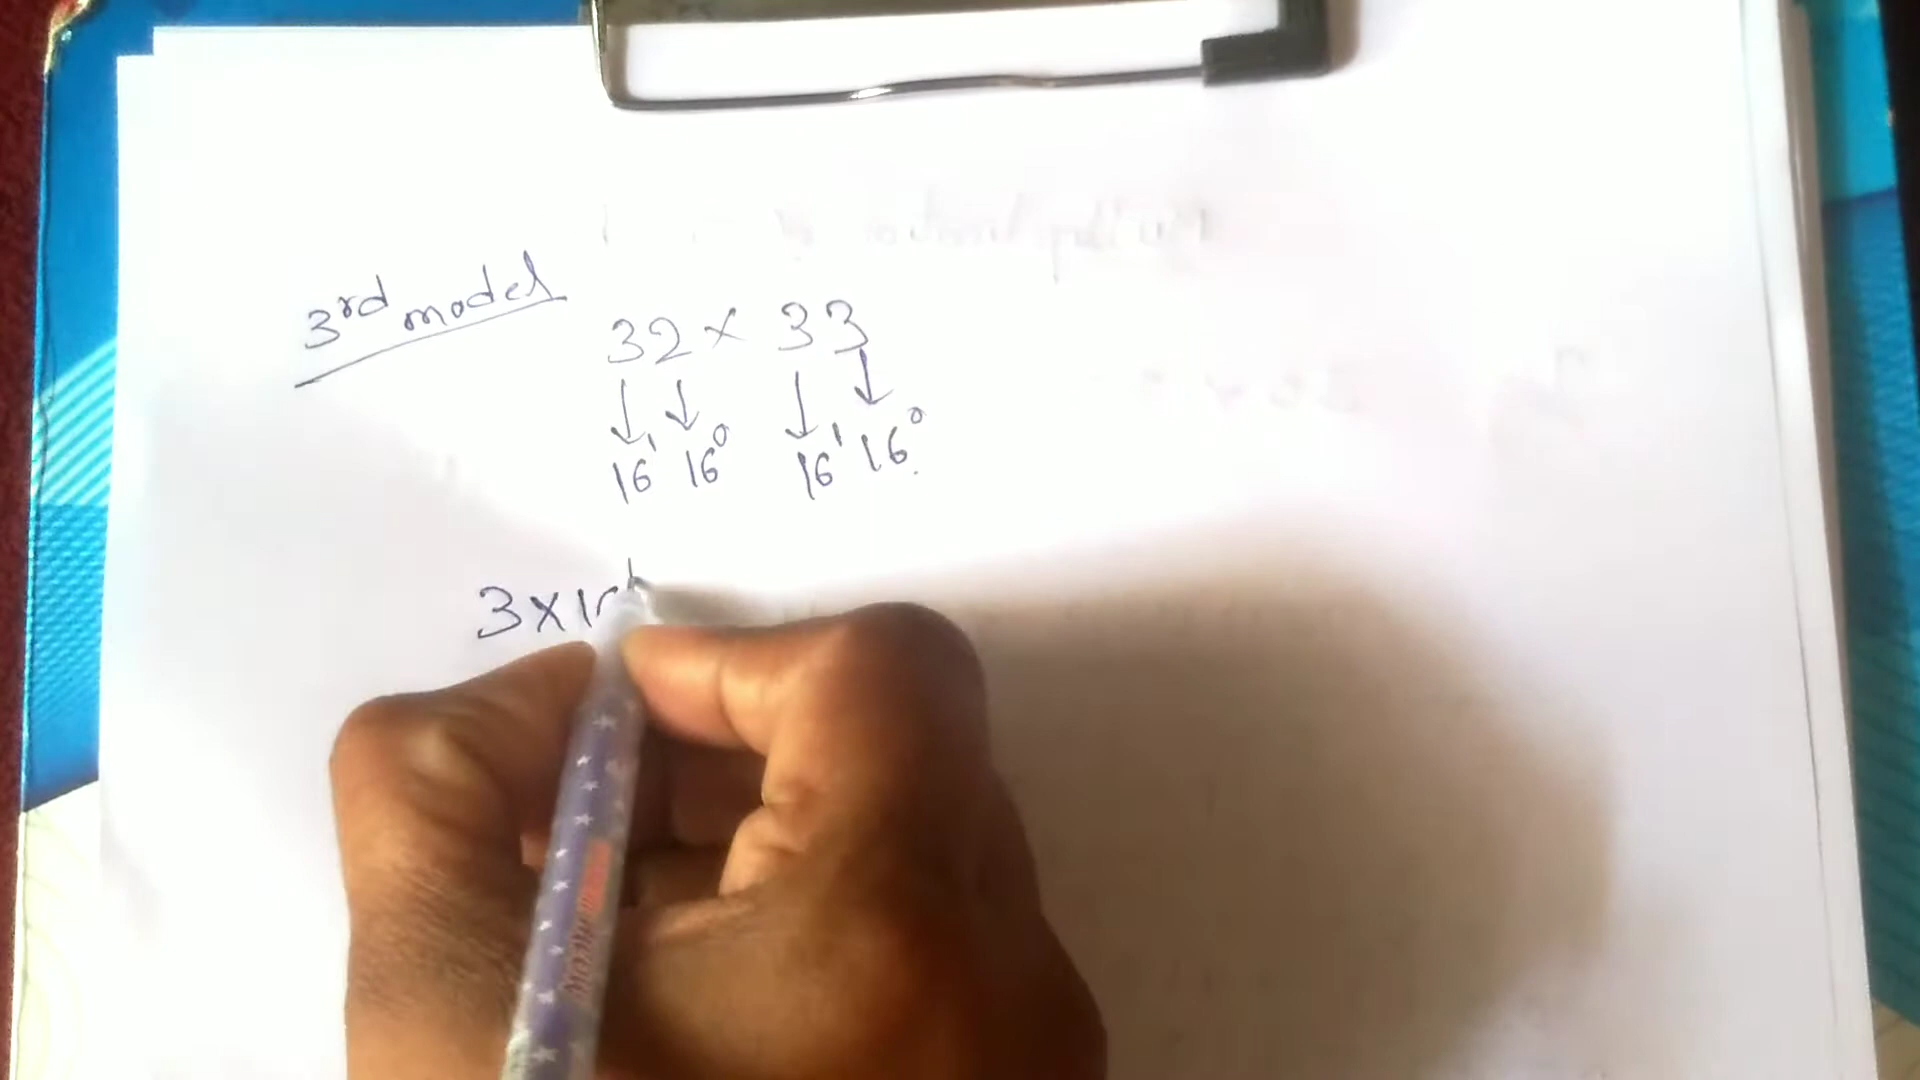 3rd model
32 × 33
↓ ↓ ↓ ↓
16¹ 16⁰ 16¹ 16⁰
3×1